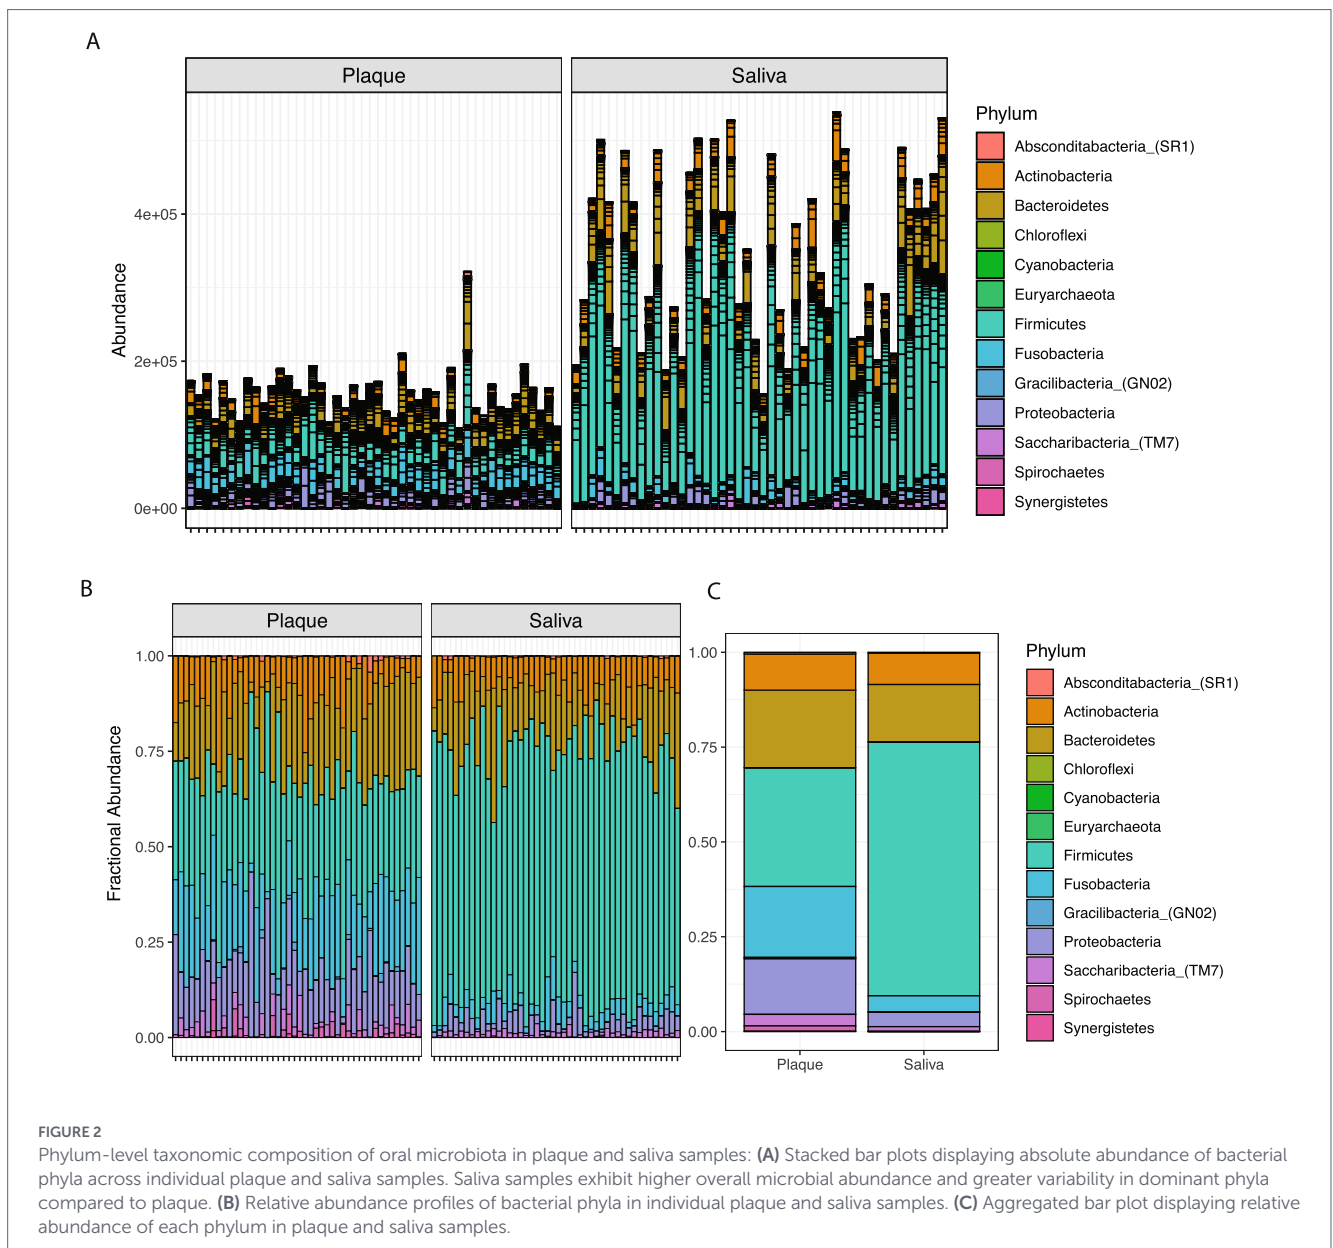 A
Plaque
Saliva
Abundance
4e+05
2e+05
0e+00
Phylum
Absconditabacteria_(SR1)
Actinobacteria
Bacteroidetes
Chloroflexi
Cyanobacteria
Euryarchaeota
Firmicutes
Fusobacteria
Gracilibacteria_(GN02)
Proteobacteria
Saccharibacteria_(TM7)
Spirochaetes
Synergistetes
B
Plaque
Saliva
Fractional Abundance
1.00
0.75
0.50
0.25
0.00
C
1.00
0.75
0.50
0.25
0.00
Plaque
Saliva
Phylum
Absconditabacteria_(SR1)
Actinobacteria
Bacteroidetes
Chloroflexi
Cyanobacteria
Euryarchaeota
Firmicutes
Fusobacteria
Gracilibacteria_(GN02)
Proteobacteria
Saccharibacteria_(TM7)
Spirochaetes
Synergistetes
FIGURE 2
Phylum-level taxonomic composition of oral microbiota in plaque and saliva samples: (A) Stacked bar plots displaying absolute abundance of bacterial
phyla across individual plaque and saliva samples. Saliva samples exhibit higher overall microbial abundance and greater variability in dominant phyla
compared to plaque. (B) Relative abundance profiles of bacterial phyla in individual plaque and saliva samples. (C) Aggregated bar plot displaying relative
abundance of each phylum in plaque and saliva samples.